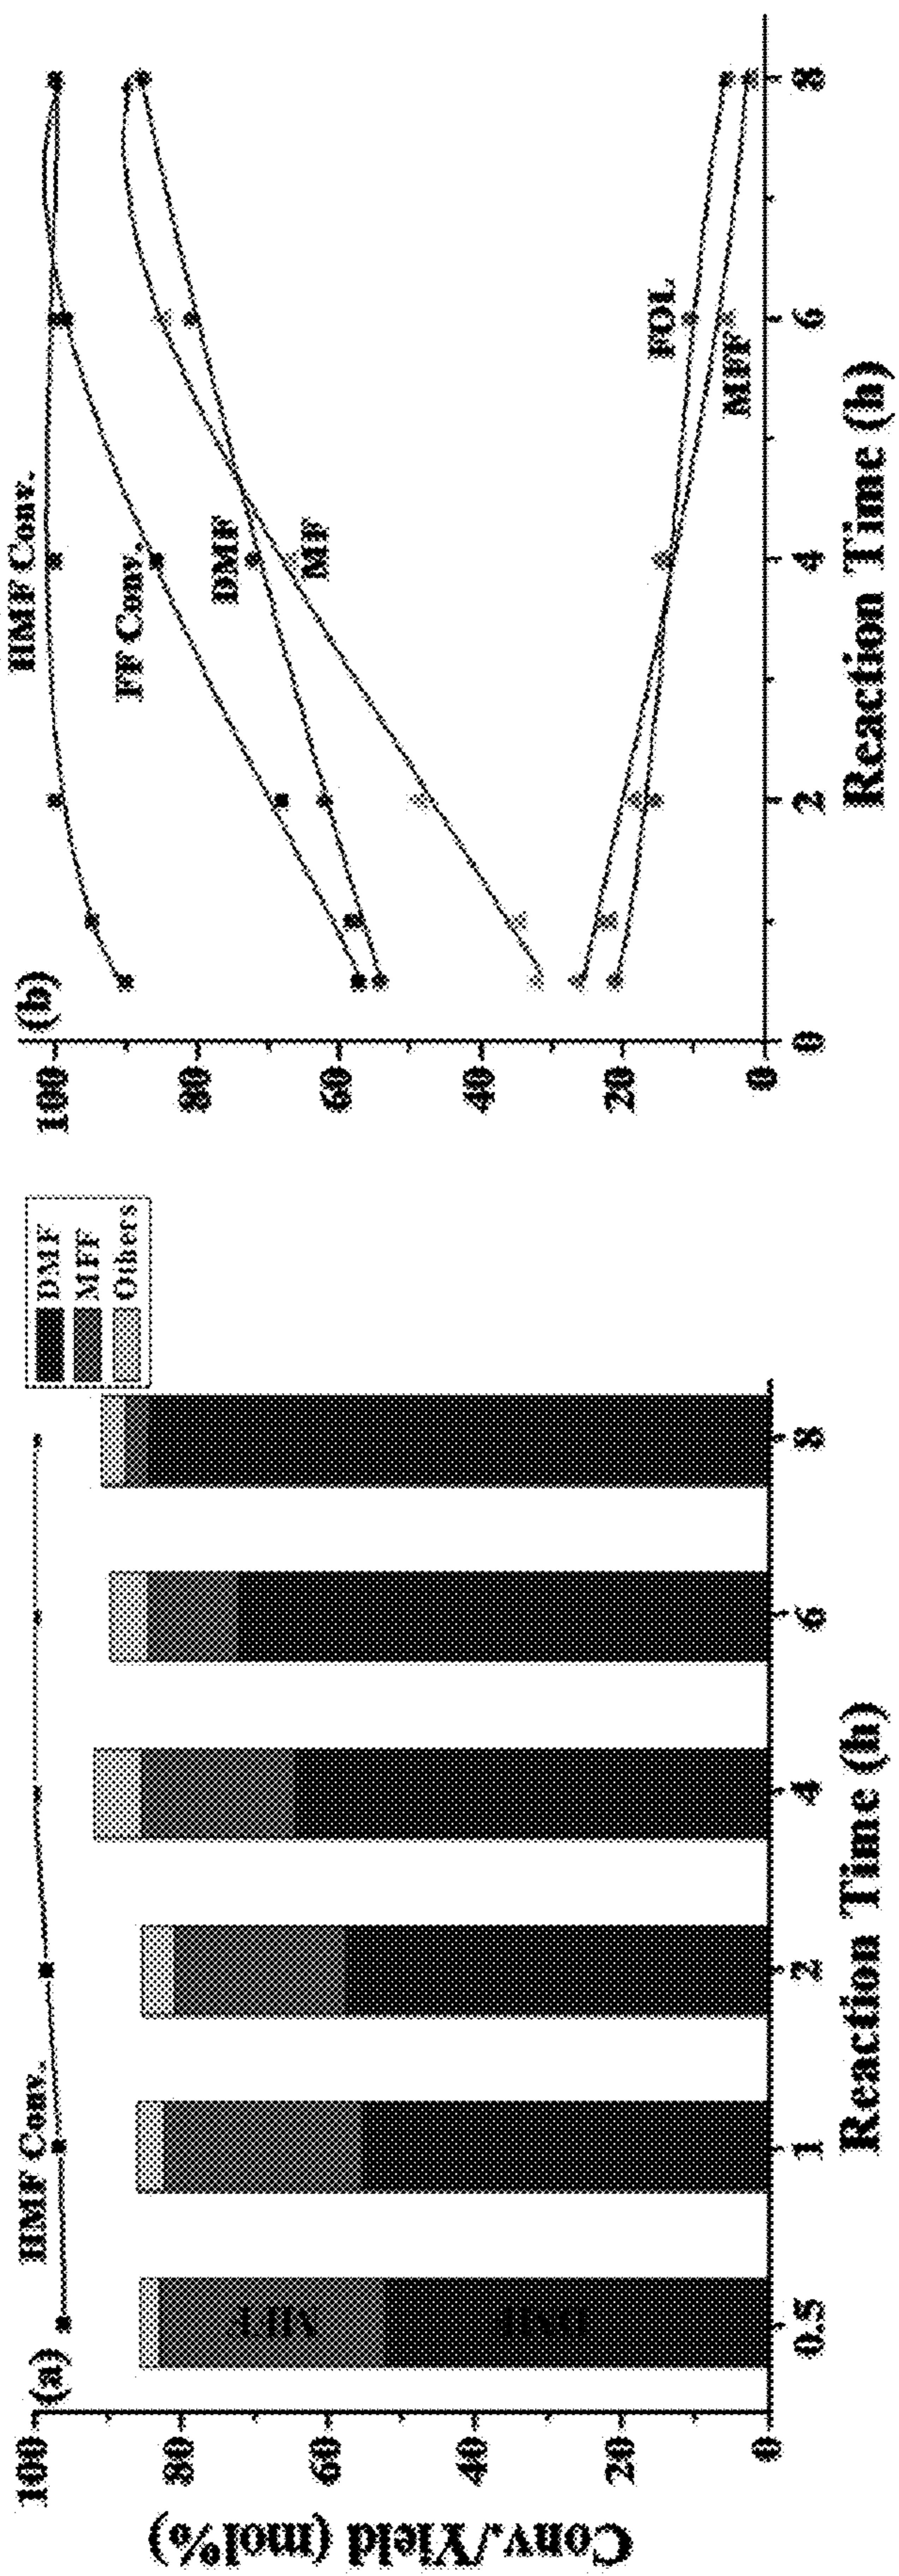 (a)
HMF Conv.
DMF
MFF
Others
Conv./Yield (mol%)
100
80
60
40
20
0
MFF
DMF
0.5
1
2
4
6
8
Reaction Time (h)
(b)
HMF Conv.
FF Conv.
DMF
MF
FOL
MFF
100
80
60
40
20
0
0
2
4
6
8
Reaction Time (h)